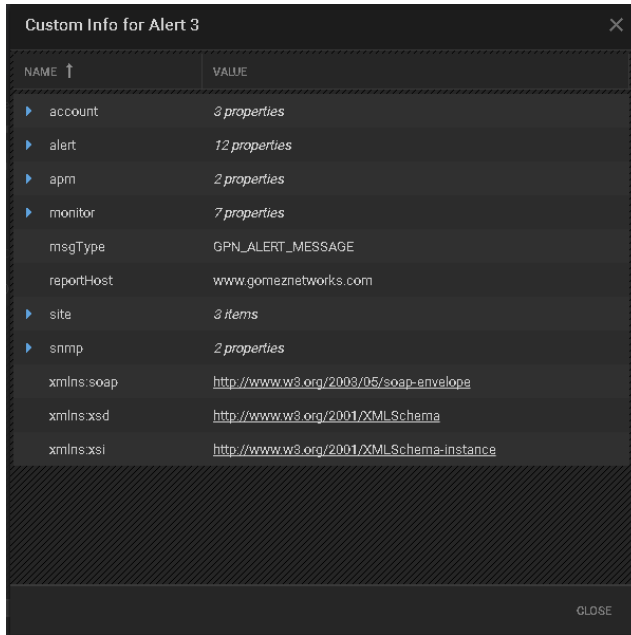 Custom Info for Alert 3
NAME VALUE
account 3 properties
alert 12 properties
apm 2 properties
monitor 7 properties
msgType GPN_ALERT_MESSAGE
reportHost www.gomeznetworks.com
site 3 items
snmp 2 properties
xmlns:soap http://www.w3.org/2003/05/soap-envelope
xmlns:xsd http://www.w3.org/2001/XMLSchema
xmlns:xsi http://www.w3.org/2001/XMLSchema-instance
CLOSE